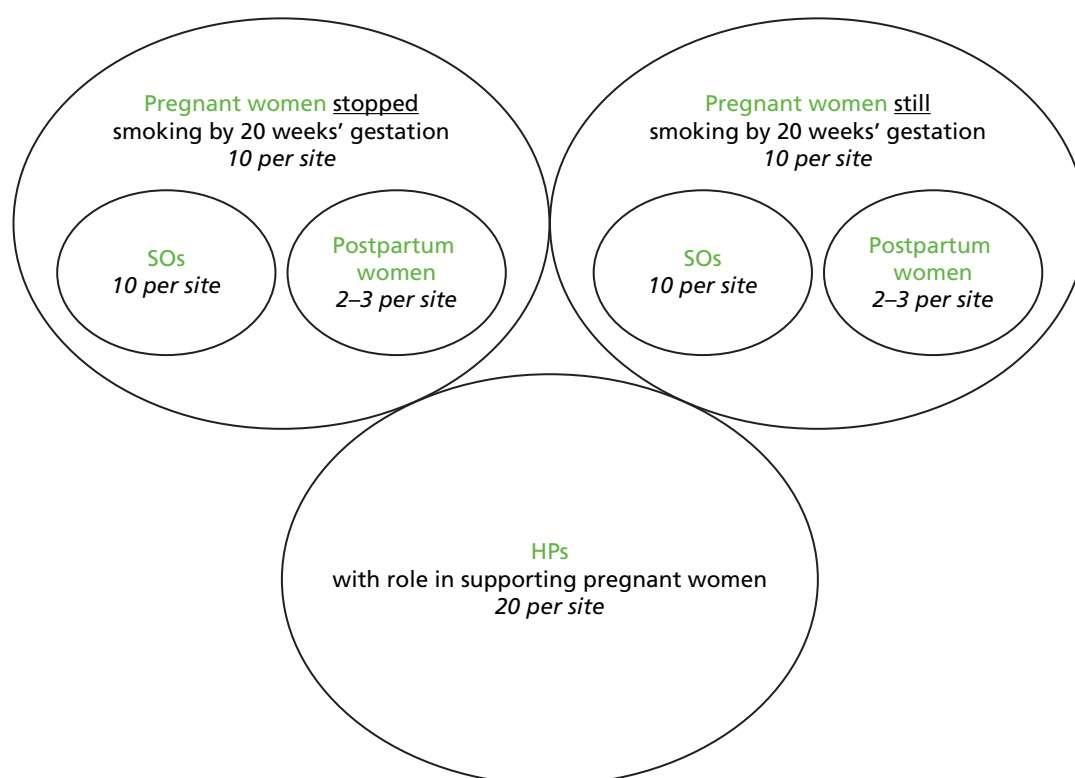 Pregnant women stopped
smoking by 20 weeks’ gestation
10 per site
SOs
10 per site
Postpartum
women
2–3 per site
Pregnant women still
smoking by 20 weeks’ gestation
10 per site
SOs
10 per site
Postpartum
women
2–3 per site
HPs
with role in supporting pregnant women
20 per site